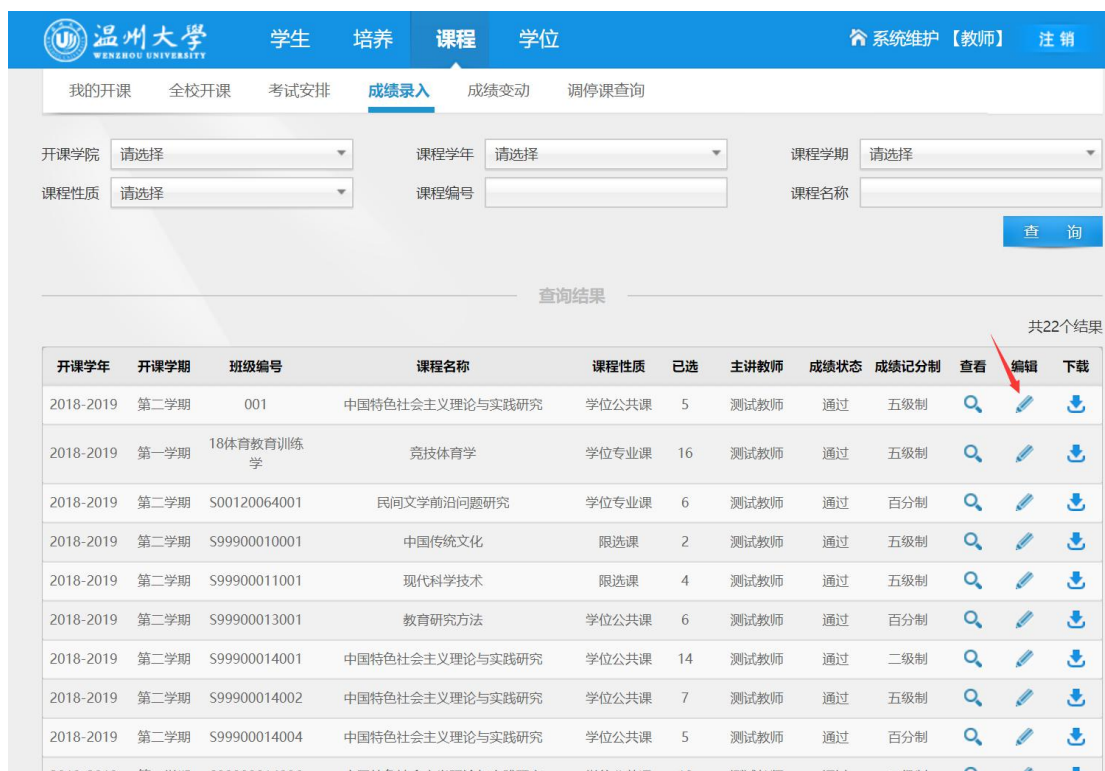 温州大学 学生 培养 课程 学位 系统维护 【教师】 注 销
WENZHOU UNIVERSITY
我的开课 全校开课 考试安排 成绩录入 成绩变动 调停课查询
开课学院 请选择 课程学年 请选择 课程学期 请选择
课程性质 请选择 课程编号 课程名称
查 询
查询结果
共22个结果
开课学年 开课学期 班级编号 课程名称 课程性质 已选 主讲教师 成绩状态 成绩记分制 查看 编辑 下载
2018-2019 第二学期 001 中国特色社会主义理论与实践研究 学位公共课 5 测试教师 通过 五级制
2018-2019 第一学期 18体育教育训练学 竞技体育学 学位专业课 16 测试教师 通过 五级制
2018-2019 第二学期 S00120064001 民间文学前沿问题研究 学位专业课 6 测试教师 通过 百分制
2018-2019 第二学期 S99900010001 中国传统文化 限选课 2 测试教师 通过 五级制
2018-2019 第二学期 S99900011001 现代科学技术 限选课 4 测试教师 通过 五级制
2018-2019 第二学期 S99900013001 教育研究方法 学位公共课 6 测试教师 通过 百分制
2018-2019 第二学期 S99900014001 中国特色社会主义理论与实践研究 学位公共课 14 测试教师 通过 二级制
2018-2019 第二学期 S99900014002 中国特色社会主义理论与实践研究 学位公共课 7 测试教师 通过 五级制
2018-2019 第二学期 S99900014004 中国特色社会主义理论与实践研究 学位公共课 5 测试教师 通过 百分制